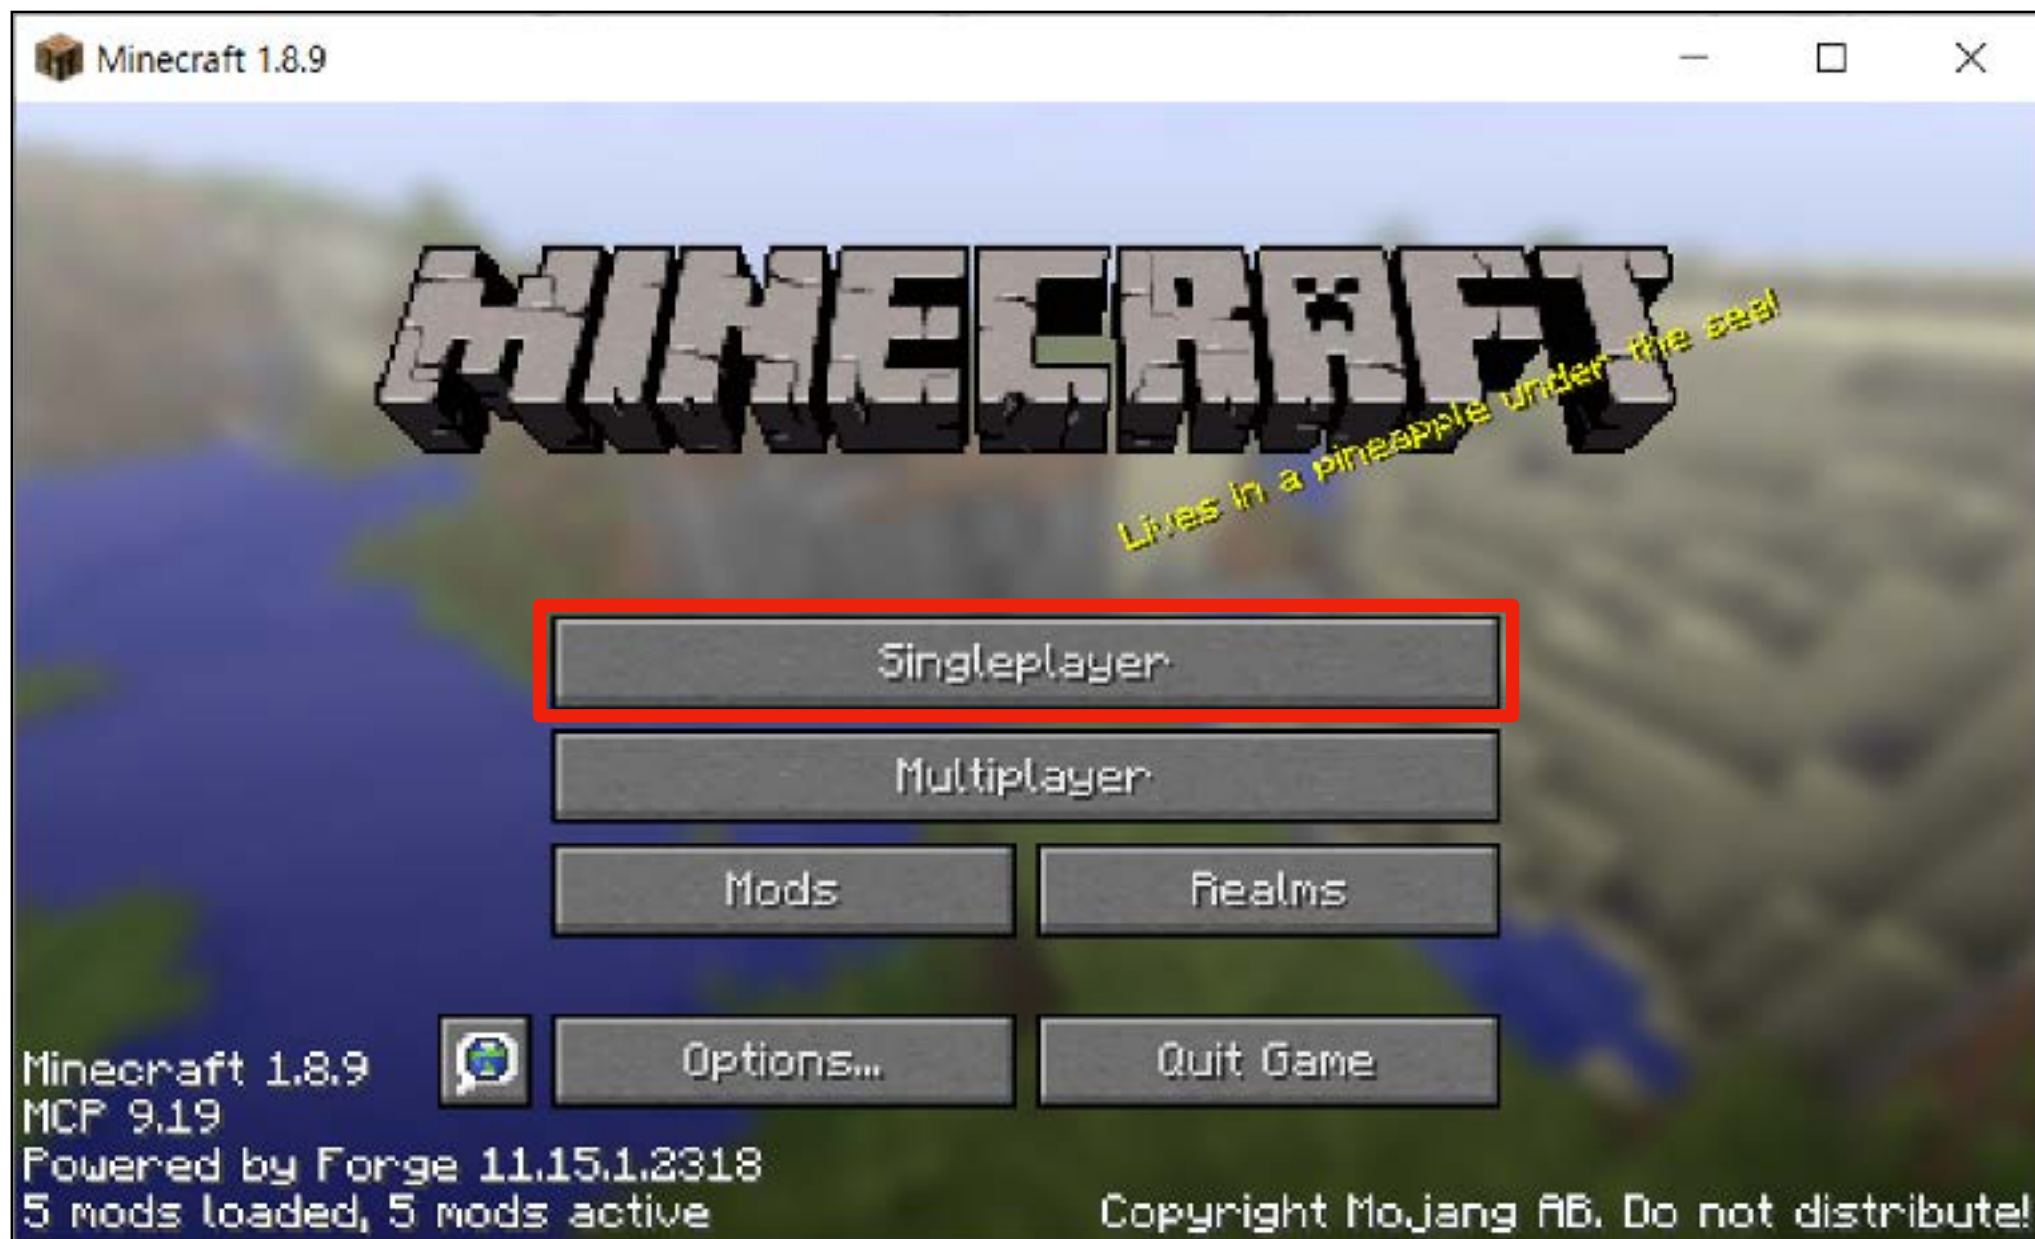 Minecraft 1.8.9
MINECRAFT
Lives in a pineapple under the sea!
Singleplayer
Multiplayer
Mods
Realms
Options...
Quit Game
Minecraft 1.8.9
MCP 9.19
Powered by Forge 11.15.1.2318
5 mods loaded, 5 mods active
Copyright Mojang AB. Do not distribute!